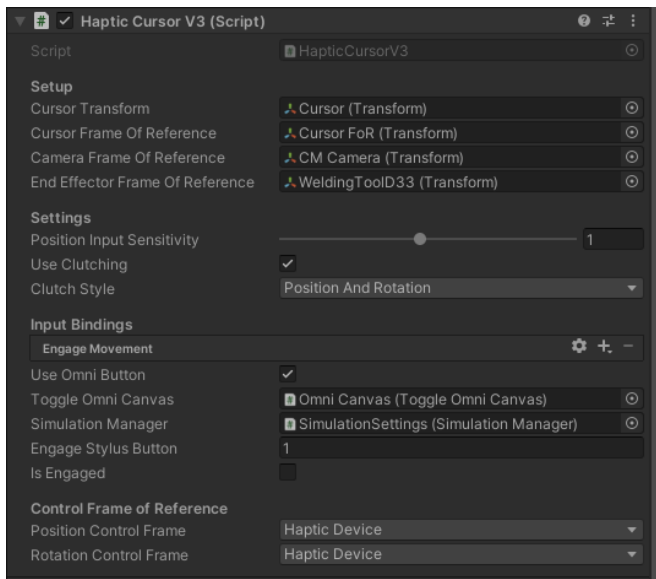 Haptic Cursor V3 (Script)
Script HapticCursorV3
Setup
Cursor Transform Cursor (Transform)
Cursor Frame Of Reference Cursor FoR (Transform)
Camera Frame Of Reference CM Camera (Transform)
End Effector Frame Of Reference WeldingToolD33 (Transform)
Settings
Position Input Sensitivity 1
Use Clutching
Clutch Style Position And Rotation
Input Bindings
Engage Movement
Use Omni Button
Toggle Omni Canvas Omni Canvas (Toggle Omni Canvas)
Simulation Manager SimulationSettings (Simulation Manager)
Engage Stylus Button 1
Is Engaged
Control Frame of Reference
Position Control Frame Haptic Device
Rotation Control Frame Haptic Device